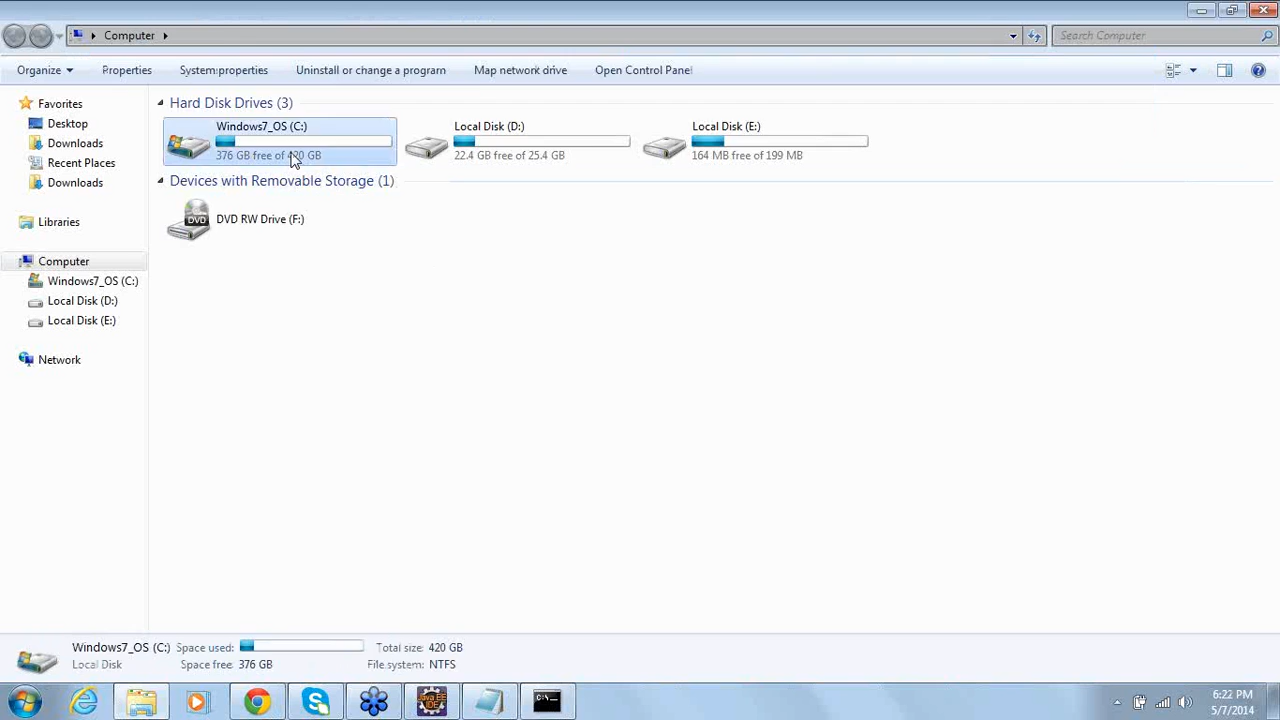 Computer
Search Computer
Organize Properties System properties Uninstall or change a program Map network drive Open Control Panel
Favorites
Desktop
Downloads
Recent Places
Downloads
Libraries
Computer
Windows7_OS (C:)
Local Disk (D:)
Local Disk (E:)
Network
Hard Disk Drives (3)
Windows7_OS (C:)
376 GB free of 420 GB
Local Disk (D:)
22.4 GB free of 25.4 GB
Local Disk (E:)
164 MB free of 199 MB
Devices with Removable Storage (1)
DVD
DVD RW Drive (F:)
Windows7_OS (C:) Space used: Total size: 420 GB
Local Disk Space free: 376 GB File system: NTFS
Java EE
IDE
C:\.
6:22 PM
5/7/2014